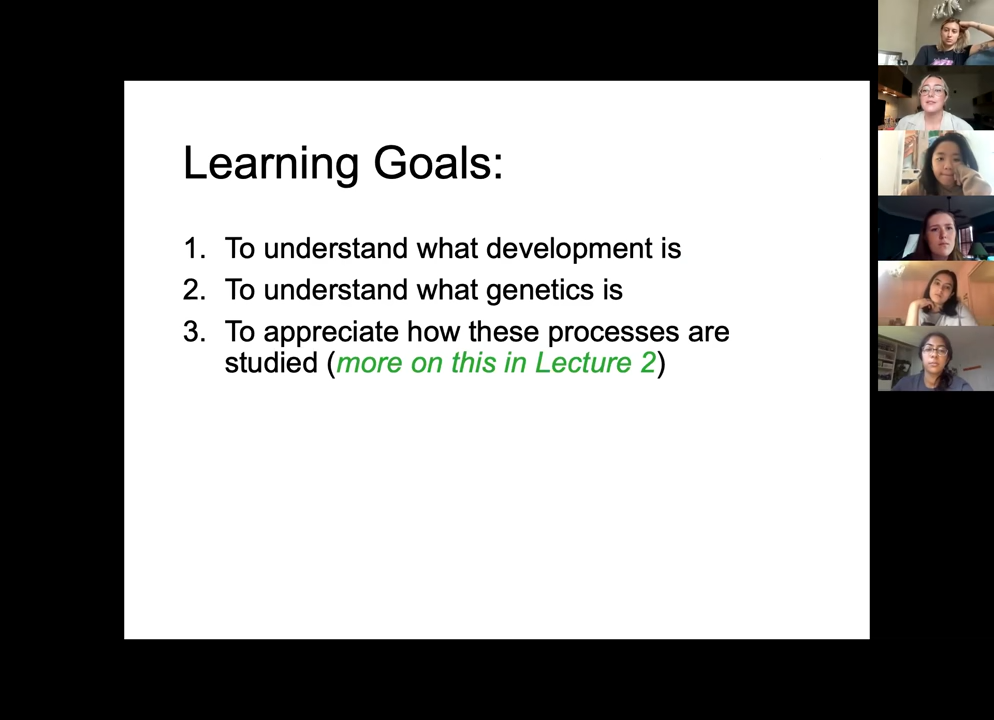 Learning Goals:
1. To understand what development is
2. To understand what genetics is
3. To appreciate how these processes are
studied (more on this in Lecture 2)